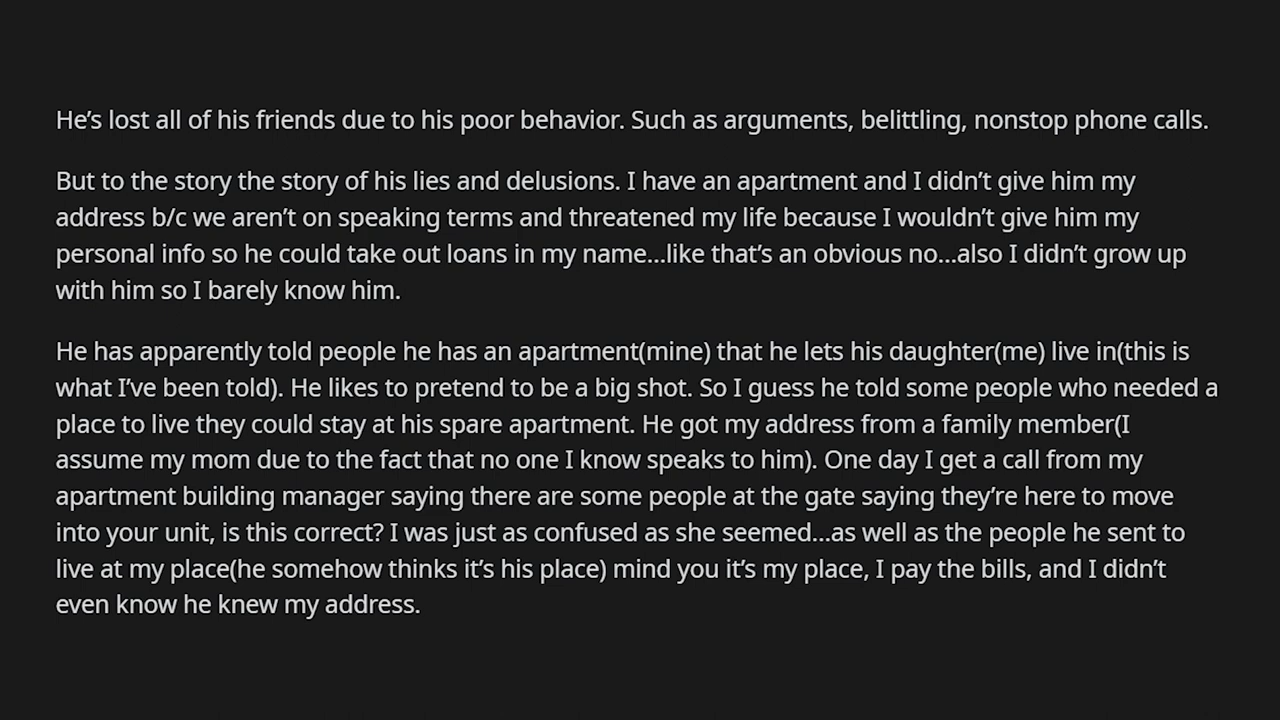 He's lost all of his friends due to his poor behavior. Such as arguments, belittling, nonstop phone calls.
But to the story the story of his lies and delusions. I have an apartment and I didn't give him my
address b/c we aren't on speaking terms and threatened my life because I wouldn't give him my
personal info so he could take out loans in my name...like that's an obvious no...also I didn't grow up
with him so I barely know him.
He has apparently told people he has an apartment(mine) that he lets his daughter(me) live in(this is
what I've been told). He likes to pretend to be a big shot. So I guess he told some people who needed a
place to live they could stay at his spare apartment. He got my address from a family member(I
assume my mom due to the fact that no one I know speaks to him). One day I get a call from my
apartment building manager saying there are some people at the gate saying they're here to move
into your unit, is this correct? I was just as confused as she seemed...as well as the people he sent to
live at my place(he somehow thinks it's his place) mind you it's my place, I pay the bills, and I didn't
even know he knew my address.